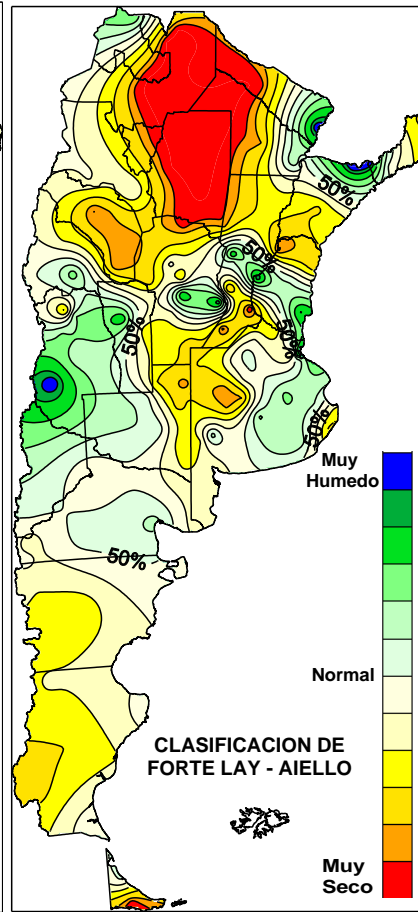 50%
50%
50%
50%
50%
50%
Muy
Humedo
Normal
CLASIFICACION DE
FORTE LAY - AIELLO
Muy
Seco